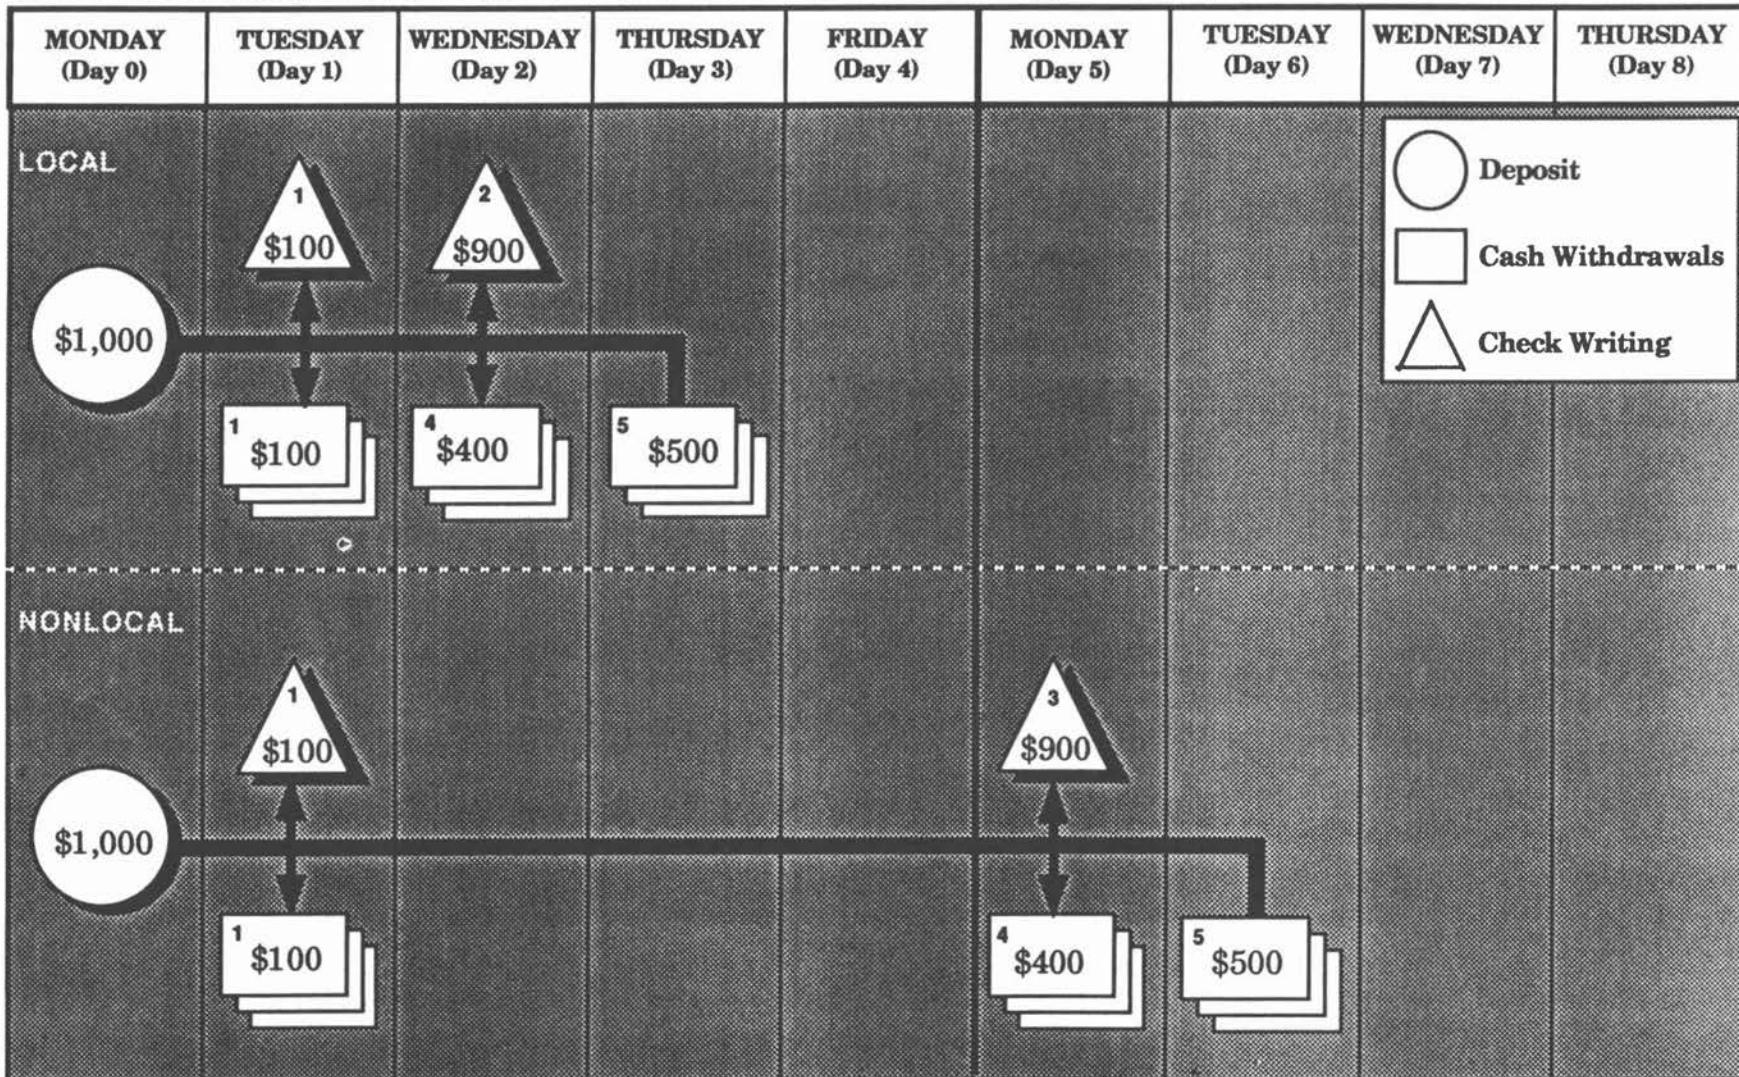 MONDAY
(Day 0)
TUESDAY
(Day 1)
WEDNESDAY
(Day 2)
THURSDAY
(Day 3)
FRIDAY
(Day 4)
MONDAY
(Day 5)
TUESDAY
(Day 6)
WEDNESDAY
(Day 7)
THURSDAY
(Day 8)
LOCAL
Deposit
Cash Withdrawals
Check Writing
1
$100
2
$900
$1,000
1
$100
4
$400
5
$500
NONLOCAL
1
$100
3
$900
$1,000
1
$100
4
$400
5
$500